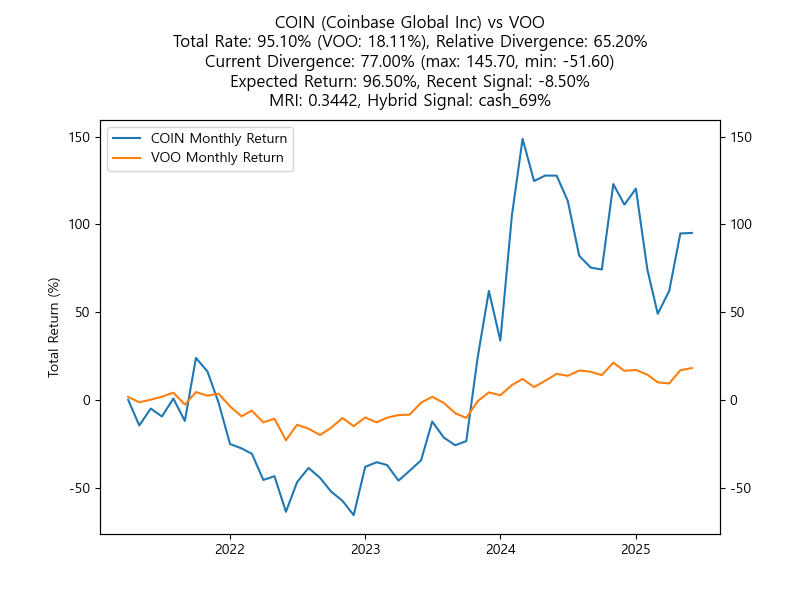 COIN (Coinbase Global Inc) vs VOO
Total Rate: 95.10% (VOO: 18.11%), Relative Divergence: 65.20%
Current Divergence: 77.00% (max: 145.70, min: -51.60)
Expected Return: 96.50%, Recent Signal: -8.50%
MRI: 0.3442, Hybrid Signal: cash_69%
COIN Monthly Return
VOO Monthly Return
150
100
50
0
-50
Total Return (%)
150
100
50
0
-50
2022
2023
2024
2025